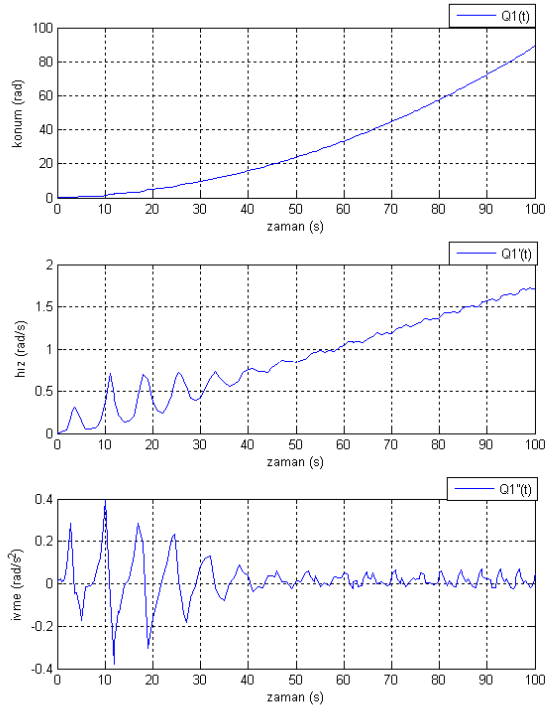 Q1(t)
100
80
60
40
20
0
konum (rad)
0 10 20 30 40 50 60 70 80 90 100
zaman (s)
Q1'(t)
2
1.5
1
0.5
0
hız (rad/s)
0 10 20 30 40 50 60 70 80 90 100
zaman (s)
Q1''(t)
0.4
0.2
0
-0.2
-0.4
ivme (rad/s²)
0 10 20 30 40 50 60 70 80 90 100
zaman (s)